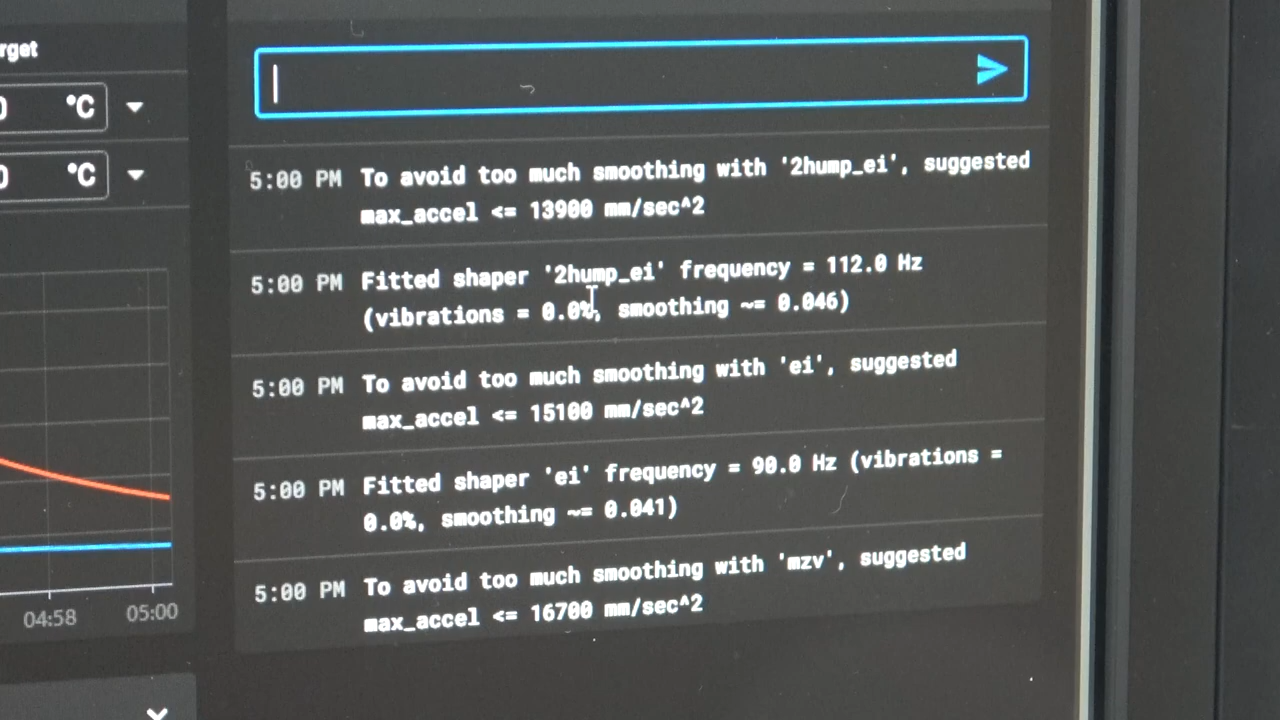 rget
0 °C
0 °C
5:00 PM To avoid too much smoothing with '2hump_ei', suggested
max_accel <= 13900 mm/sec^2
5:00 PM Fitted shaper '2hump_ei' frequency = 112.0 Hz
(vibrations = 0.0%, smoothing ~= 0.046)
5:00 PM To avoid too much smoothing with 'ei', suggested
max_accel <= 15100 mm/sec^2
5:00 PM Fitted shaper 'ei' frequency = 90.0 Hz (vibrations =
0.0%, smoothing ~= 0.041)
5:00 PM To avoid too much smoothing with 'mzv', suggested
max_accel <= 16700 mm/sec^2
04:58 05:00